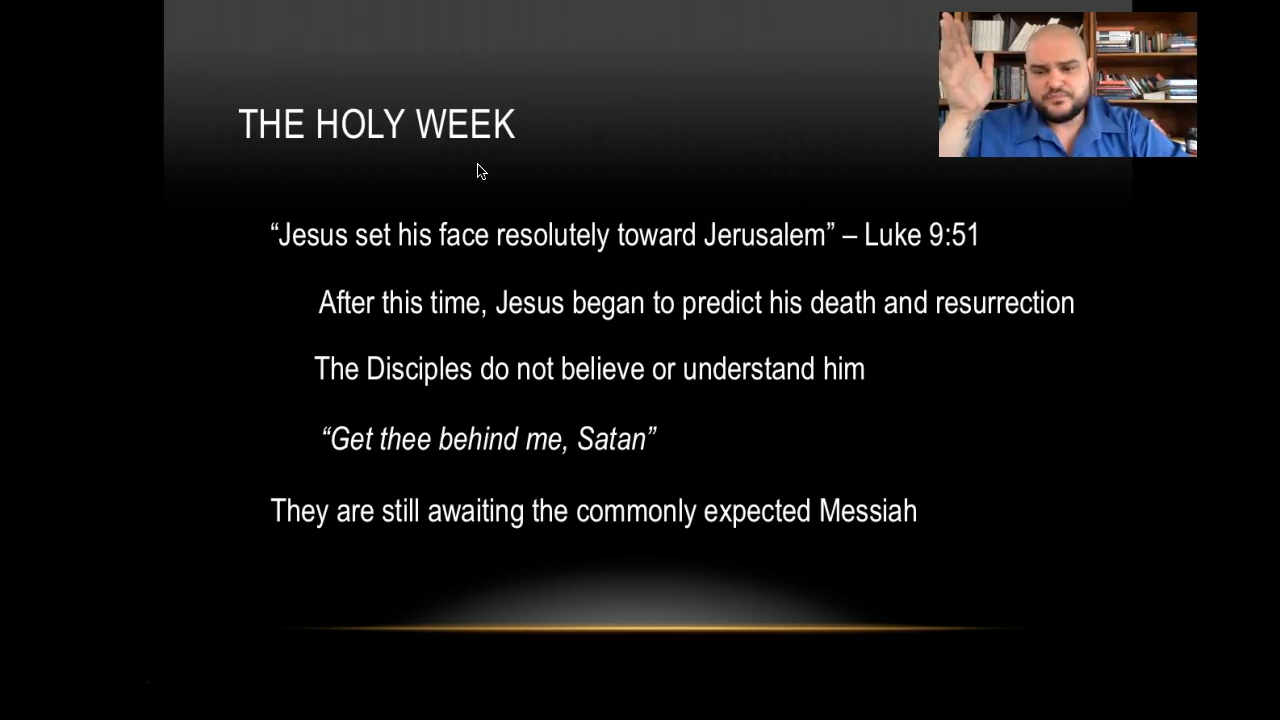 THE HOLY WEEK
“Jesus set his face resolutely toward Jerusalem” – Luke 9:51
After this time, Jesus began to predict his death and resurrection
The Disciples do not believe or understand him
“Get thee behind me, Satan”
They are still awaiting the commonly expected Messiah